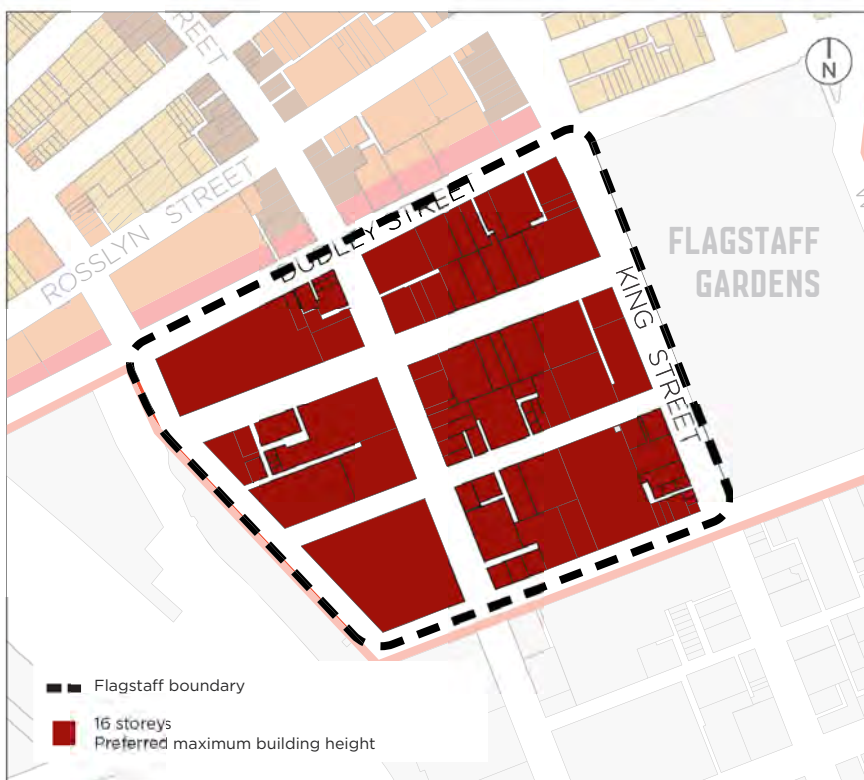 STREET
N
ROSSLYN STREET
DUDLEY STREET
FLAGSTAFF
GARDENS
KING STREET
Flagstaff boundary
16 storeys
Preferred maximum building height